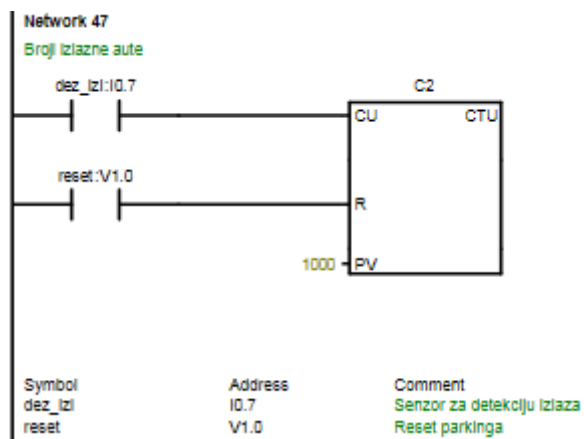 Network 47
Broji izlazne aute
dez_izl:I0.7
C2
CU CTU
reset:V1.0
R
1000 PV
Symbol Address Comment
dez_izl I0.7 Senzor za detekciju izlaza
reset V1.0 Reset parkinga